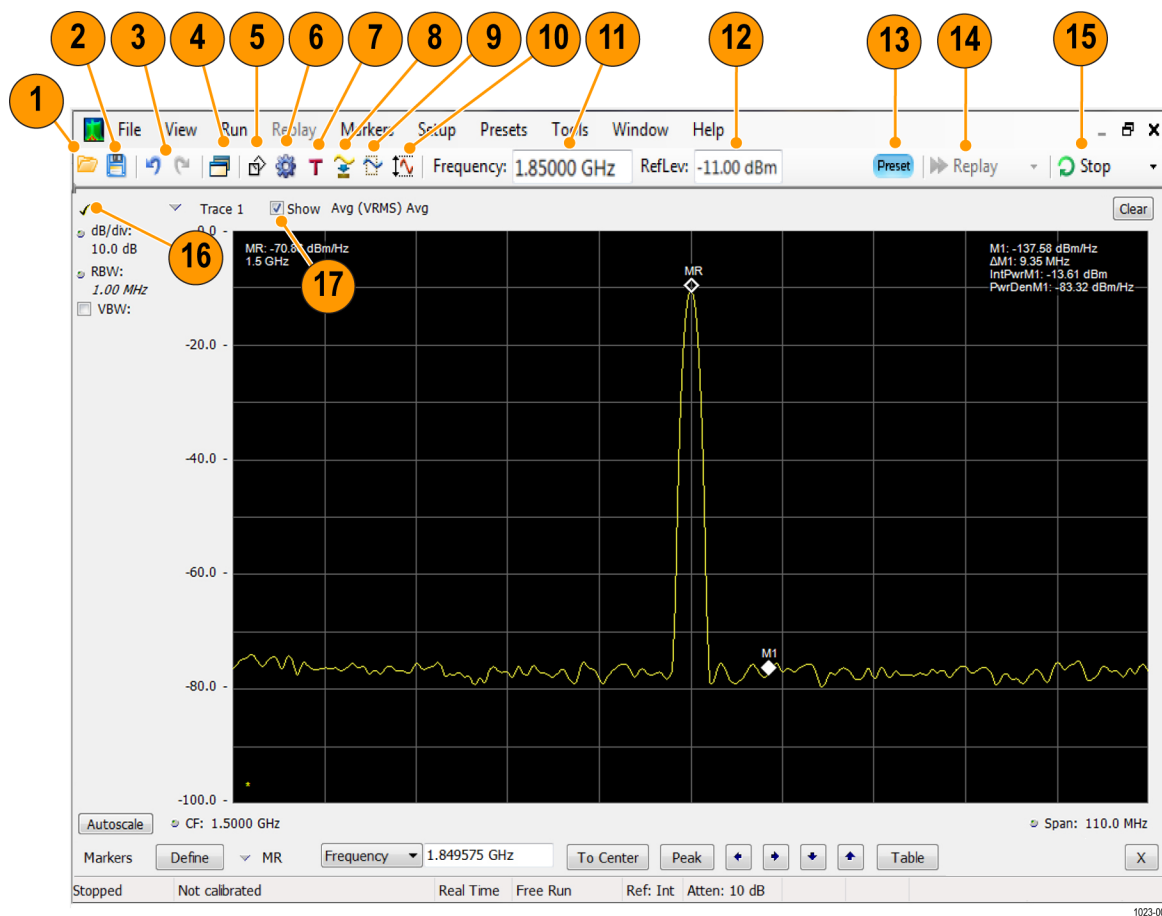 2 3 4 5 6 7 8 9 10 11 12 13 14 15
1
File View Run Replay Markers Setup Presets Tools Window Help
T Frequency: 1.85000 GHz RefLev: -11.00 dBm Preset Replay Stop
Trace 1 Show Avg (VRMS) Avg Clear
dB/div:
10.0 dB
RBW:
1.00 MHz
VBW:
16
17
0.0 -
-20.0 -
-40.0 -
-60.0 -
-80.0 -
-100.0 -
dBm/Hz
1.5 GHz
MR
M1: -137.58 dBm/Hz
ΔM1: 9.35 MHz
IntPwrM1: -13.61 dBm
PwrDenM1: -83.32 dBm/Hz
M1
Autoscale CF: 1.5000 GHz Span: 110.0 MHz
Markers Define MR Frequency 1.849575 GHz To Center Peak Table X
Stopped Not calibrated Real Time Free Run Ref: Int Atten: 10 dB